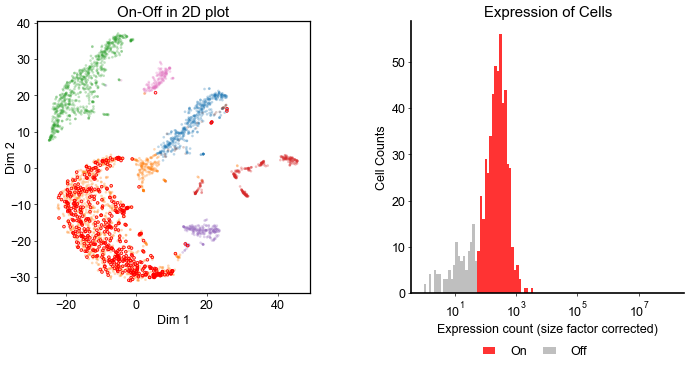 On-Off in 2D plot
40
30
20
10
0
−10
−20
−30
Dim 2
−20 0 20 40
Dim 1
Expression of Cells
50
40
30
20
10
0
Cell Counts
10^1 10^3 10^5 10^7
Expression count (size factor corrected)
On Off